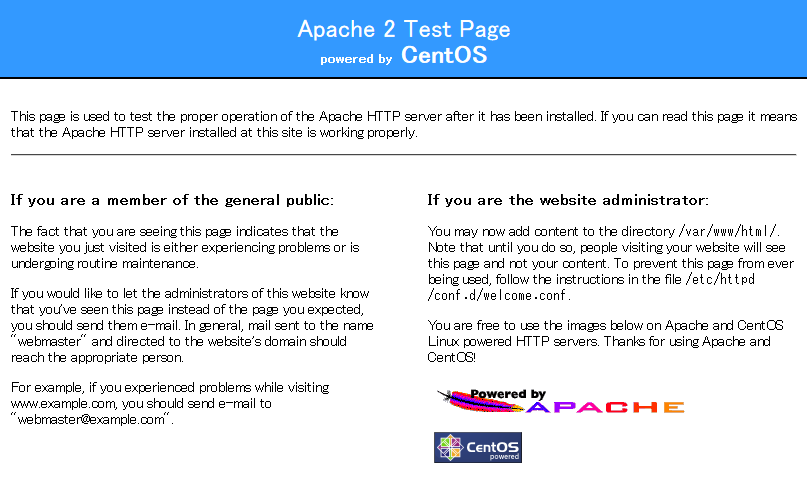 Apache 2 Test Page
powered by CentOS
This page is used to test the proper operation of the Apache HTTP server after it has been installed. If you can read this page it means
that the Apache HTTP server installed at this site is working properly.
If you are a member of the general public:
The fact that you are seeing this page indicates that the
website you just visited is either experiencing problems or is
undergoing routine maintenance.
If you would like to let the administrators of this website know
that you've seen this page instead of the page you expected,
you should send them e-mail. In general, mail sent to the name
"webmaster" and directed to the website's domain should
reach the appropriate person.
For example, if you experienced problems while visiting
www.example.com, you should send e-mail to
"webmaster@example.com".
If you are the website administrator:
You may now add content to the directory /var/www/html/.
Note that until you do so, people visiting your website will see
this page and not your content. To prevent this page from ever
being used, follow the instructions in the file /etc/httpd
/conf.d/welcome.conf.
You are free to use the images below on Apache and CentOS
Linux powered HTTP servers. Thanks for using Apache and
CentOS!
Powered by
APACHE
CentOS
powered